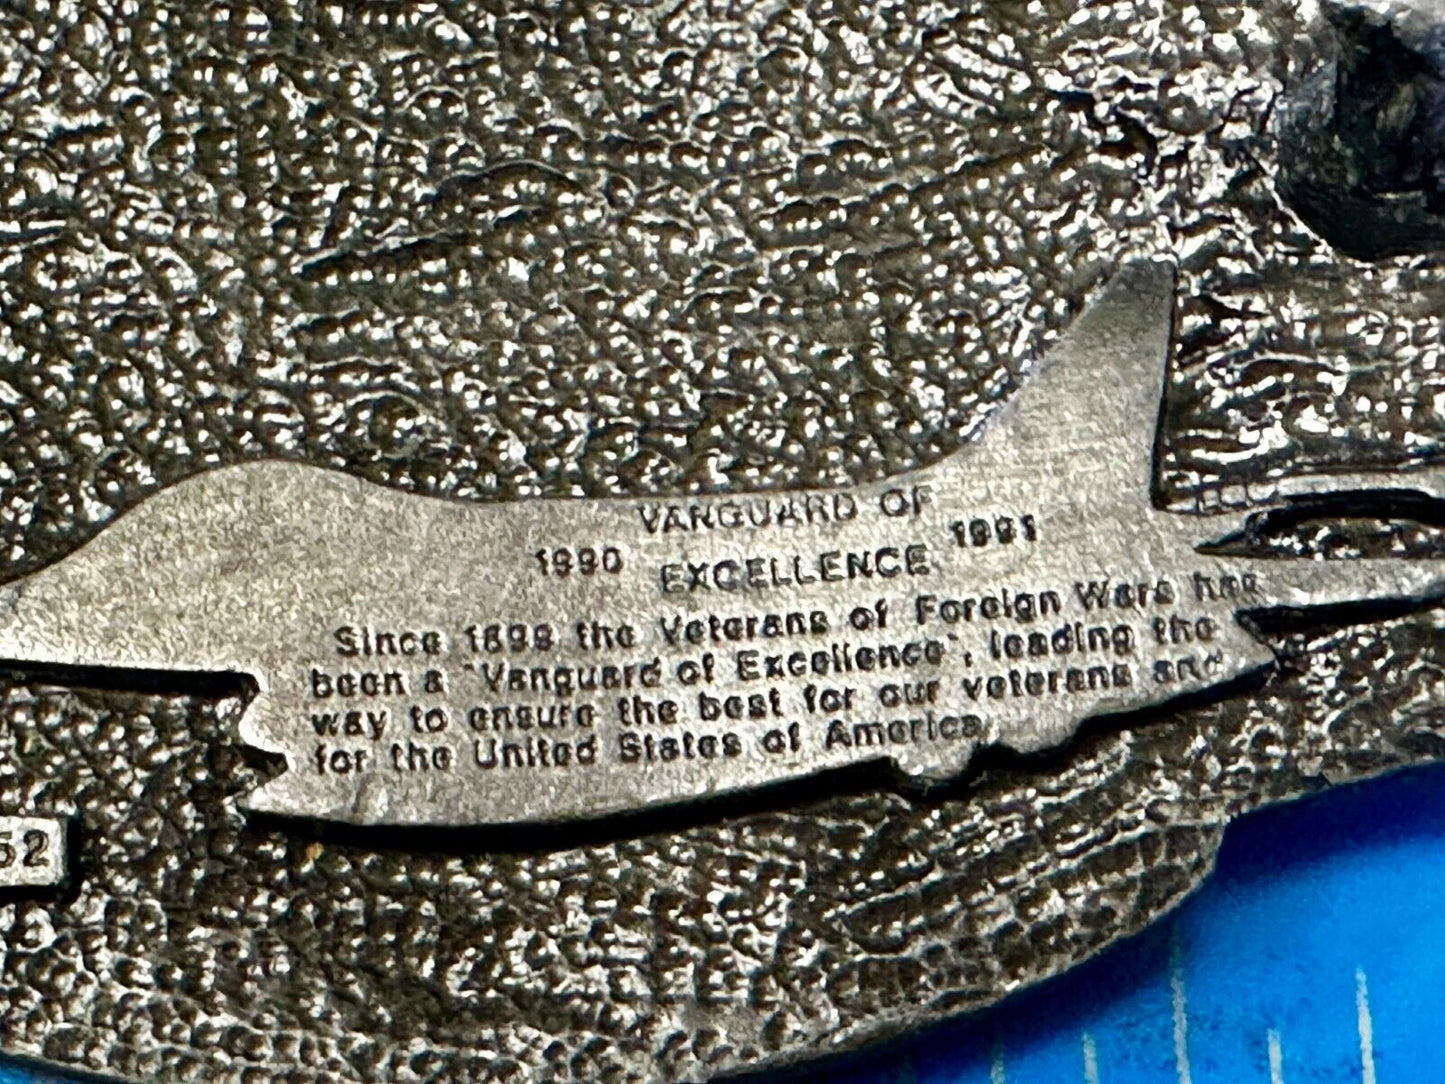 VANGUARD OF
1990 EXCELLENCE 1991
Since 1899 the Veterans of Foreign Wars has
been a "Vanguard of Excellence", leading the
way to ensure the best for our veterans and
for the United States of America.
52